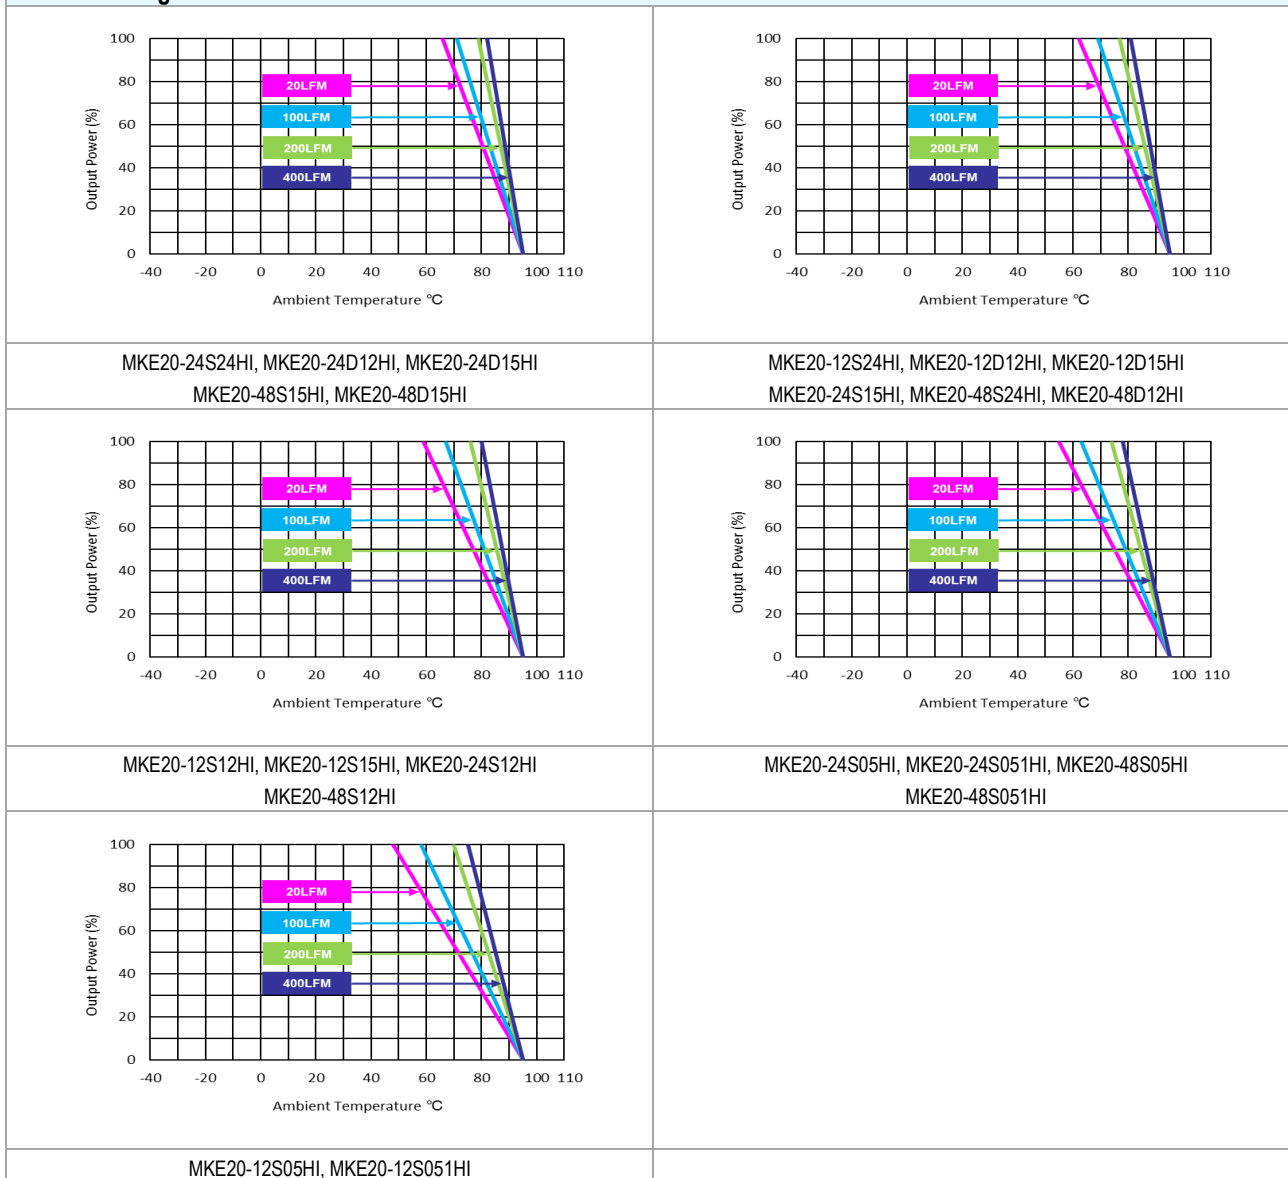 100
80
60
40
20
0
Output Power (%)
20LFM
100LFM
200LFM
400LFM
-40 -20 0 20 40 60 80 100 110
Ambient Temperature °C
100
80
60
40
20
0
Output Power (%)
20LFM
100LFM
200LFM
400LFM
-40 -20 0 20 40 60 80 100 110
Ambient Temperature °C
MKE20-24S24HI, MKE20-24D12HI, MKE20-24D15HI
MKE20-48S15HI, MKE20-48D15HI
MKE20-12S24HI, MKE20-12D12HI, MKE20-12D15HI
MKE20-24S15HI, MKE20-48S24HI, MKE20-48D12HI
100
80
60
40
20
0
Output Power (%)
20LFM
100LFM
200LFM
400LFM
-40 -20 0 20 40 60 80 100 110
Ambient Temperature °C
100
80
60
40
20
0
Output Power (%)
20LFM
100LFM
200LFM
400LFM
-40 -20 0 20 40 60 80 100 110
Ambient Temperature °C
MKE20-12S12HI, MKE20-12S15HI, MKE20-24S12HI
MKE20-48S12HI
MKE20-24S05HI, MKE20-24S051HI, MKE20-48S05HI
MKE20-48S051HI
100
80
60
40
20
0
Output Power (%)
20LFM
100LFM
200LFM
400LFM
-40 -20 0 20 40 60 80 100 110
Ambient Temperature °C
MKE20-12S05HI, MKE20-12S051HI